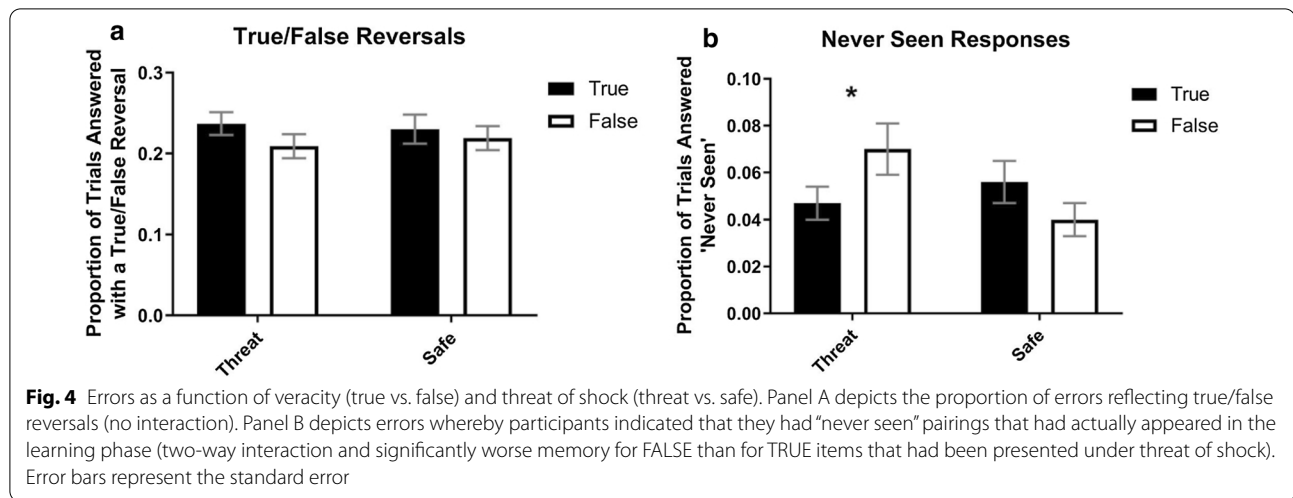 a
True/False Reversals
Proportion of Trials Answered
with a True/False Reversal
0.3
0.2
0.1
0.0
True
False
Threat
Safe
b
Never Seen Responses
Proportion of Trials Answered
'Never Seen'
0.10
0.08
0.06
0.04
0.02
0.00
*
True
False
Threat
Safe
Fig. 4 Errors as a function of veracity (true vs. false) and threat of shock (threat vs. safe). Panel A depicts the proportion of errors reflecting true/false
reversals (no interaction). Panel B depicts errors whereby participants indicated that they had “never seen” pairings that had actually appeared in the
learning phase (two-way interaction and significantly worse memory for FALSE than for TRUE items that had been presented under threat of shock).
Error bars represent the standard error